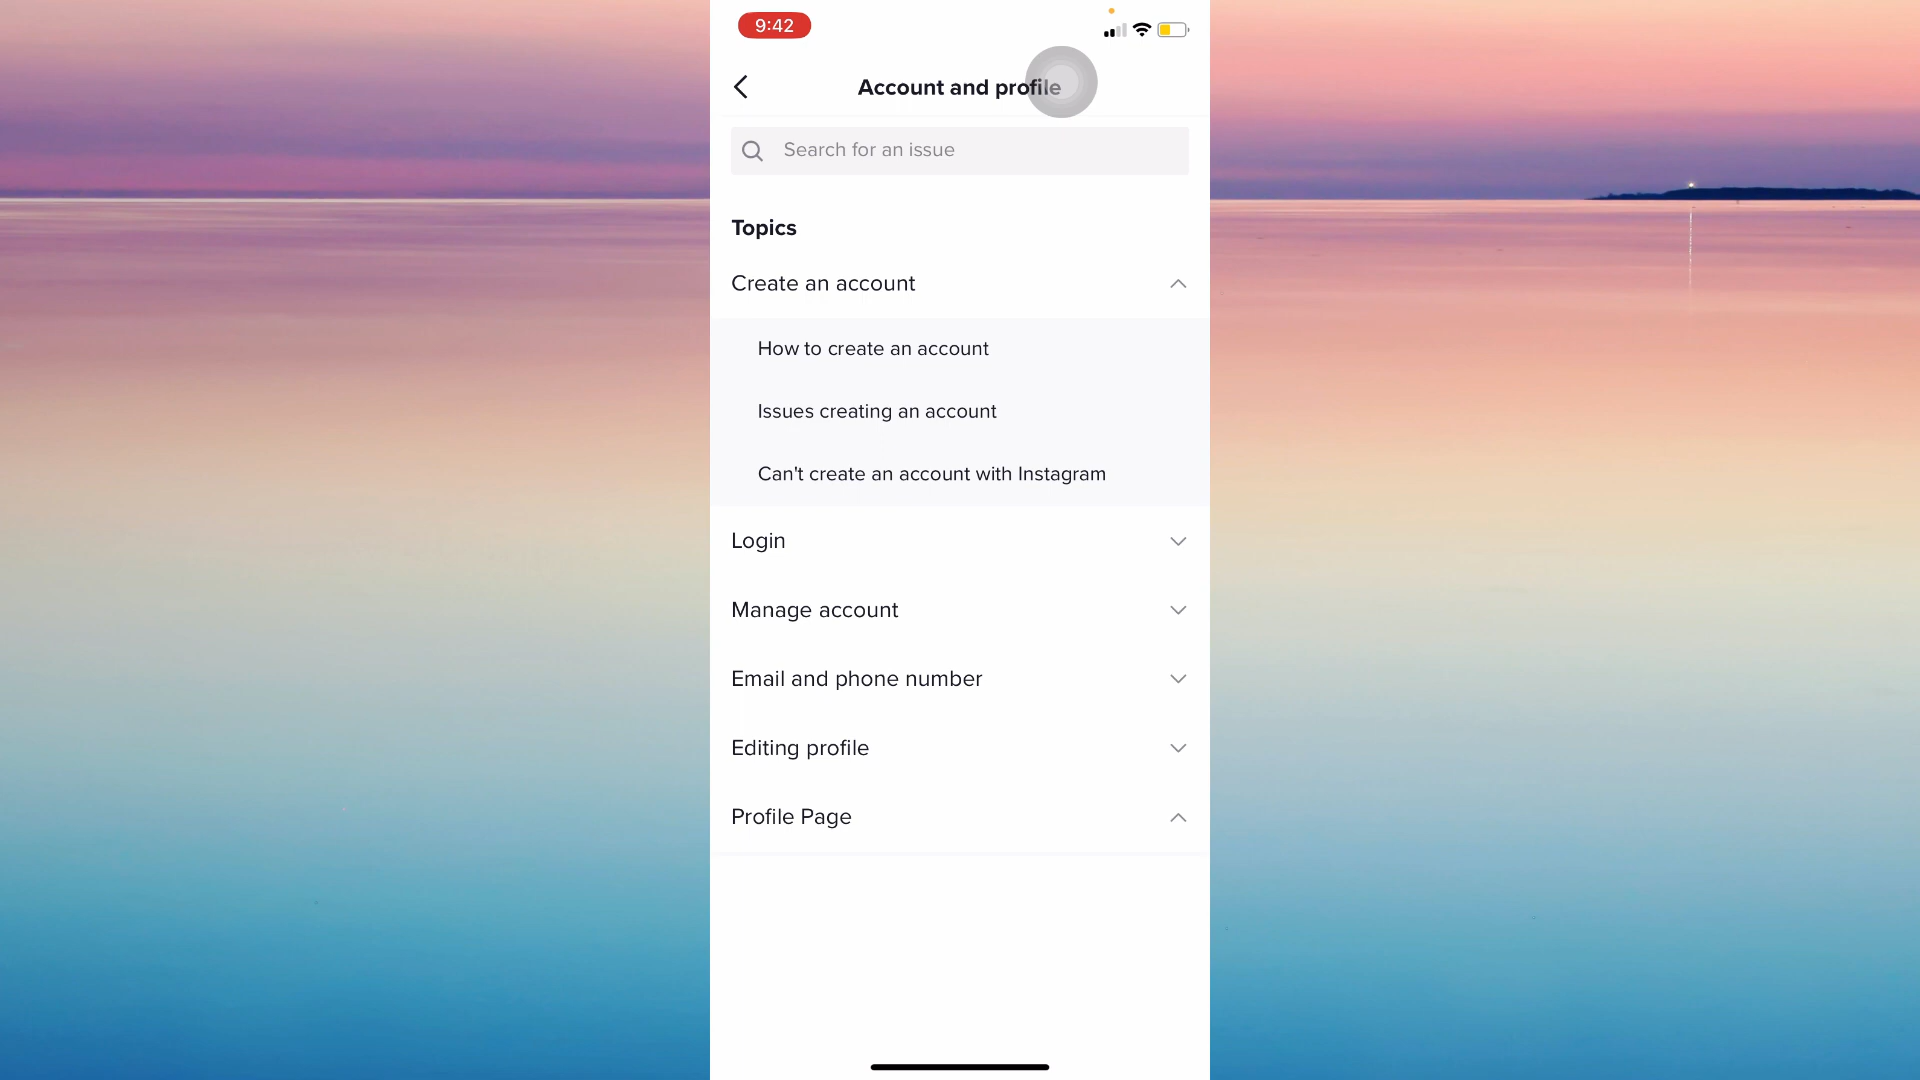 9:42
Account and profile
Search for an issue
Topics
Create an account
How to create an account
Issues creating an account
Can't create an account with Instagram
Login
Manage account
Email and phone number
Editing profile
Profile Page